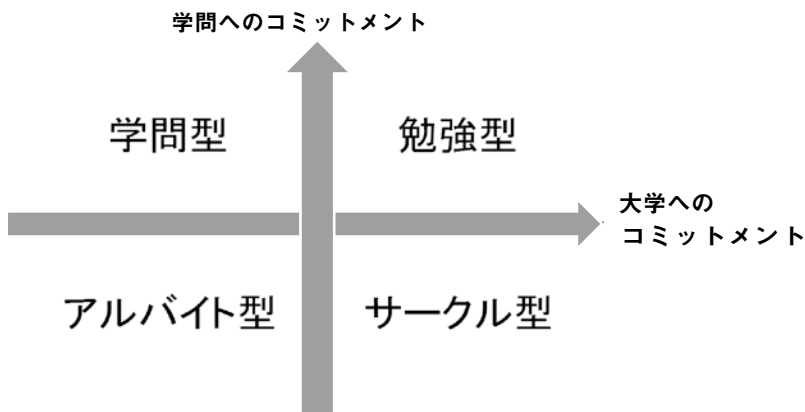 学問へのコミットメント
学問型
勉強型
大学への
コミットメント
アルバイト型
サークル型